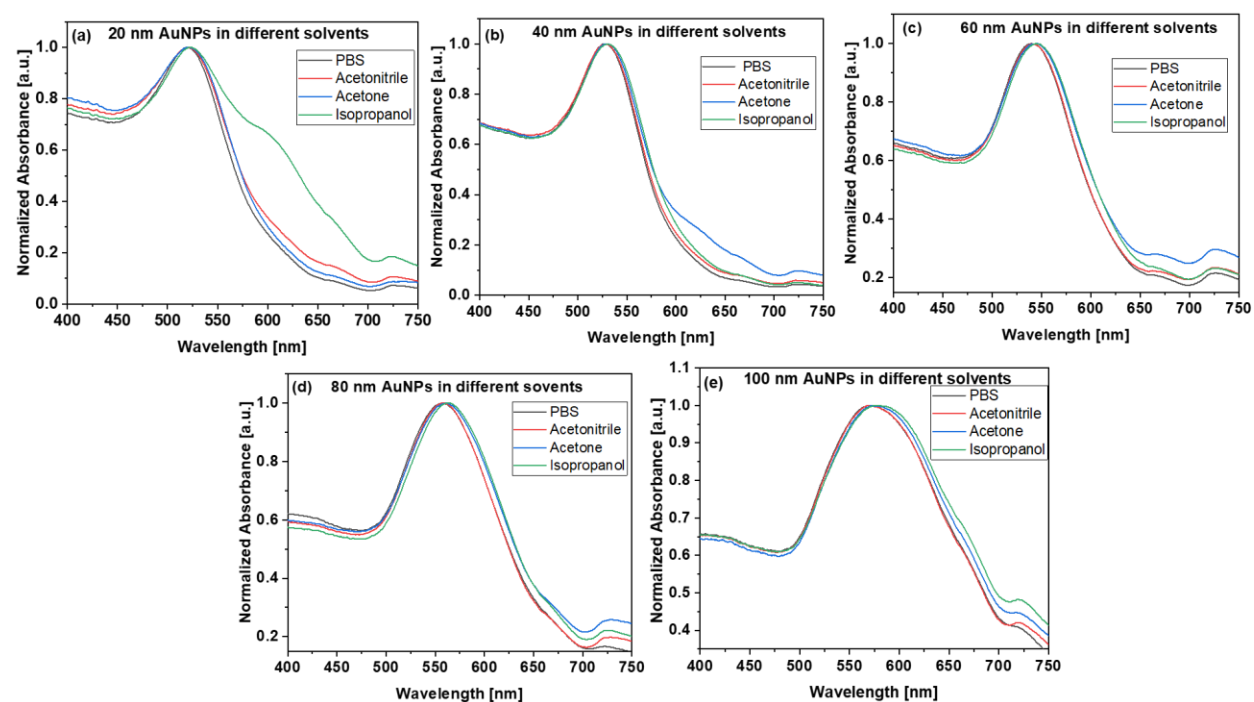 (a) 20 nm AuNPs in different solvents
PBS
Acetonitrile
Acetone
Isopropanol
Normalized Absorbance [a.u.]
1.0
0.8
0.6
0.4
0.2
0.0
400 450 500 550 600 650 700 750
Wavelength [nm]
(b) 40 nm AuNPs in different solvents
PBS
Acetonitrile
Acetone
Isopropanol
Normalized Absorbance [a.u.]
1.0
0.8
0.6
0.4
0.2
0.0
400 450 500 550 600 650 700 750
Wavelength [nm]
(c) 60 nm AuNPs in different solvents
PBS
Acetonitrile
Acetone
Isopropanol
Normalized Absorbance [a.u.]
1.0
0.8
0.6
0.4
0.2
400 450 500 550 600 650 700 750
Wavelength [nm]
(d) 80 nm AuNPs in different sovents
PBS
Acetonitrile
Acetone
Isopropanol
Normalized Absorbance [a.u.]
1.0
0.8
0.6
0.4
0.2
400 450 500 550 600 650 700 750
Wavelength [nm]
(e) 100 nm AuNPs in different solvents
PBS
Acetonitrile
Acetone
Isopropanol
Normalized Absorbance [a.u.]
1.1
1.0
0.9
0.8
0.7
0.6
0.5
0.4
400 450 500 550 600 650 700 750
Wavelength [nm]